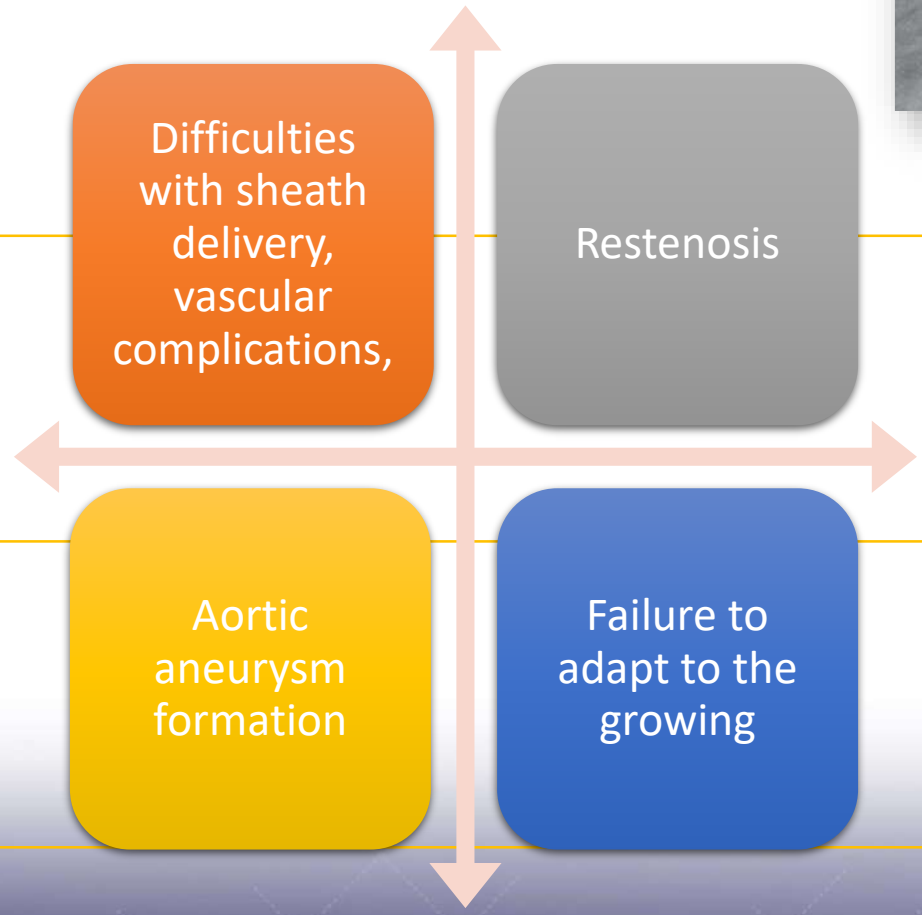 Difficulties
with sheath
delivery,
vascular
complications,
Restenosis
Aortic
aneurysm
formation
Failure to
adapt to the
growing